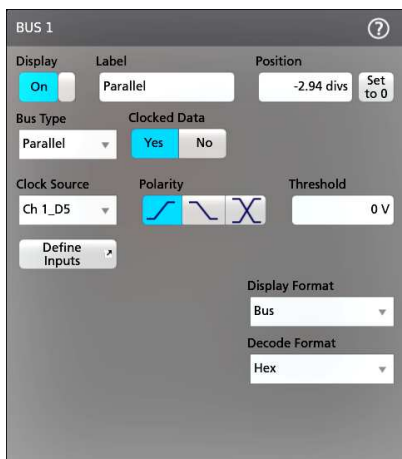 BUS 1
?
Display Label Position
On Parallel -2.94 divs Set to 0
Bus Type Clocked Data
Parallel Yes No
Clock Source Polarity Threshold
Ch 1_D5 0 V
Define
Inputs
Display Format
Bus
Decode Format
Hex